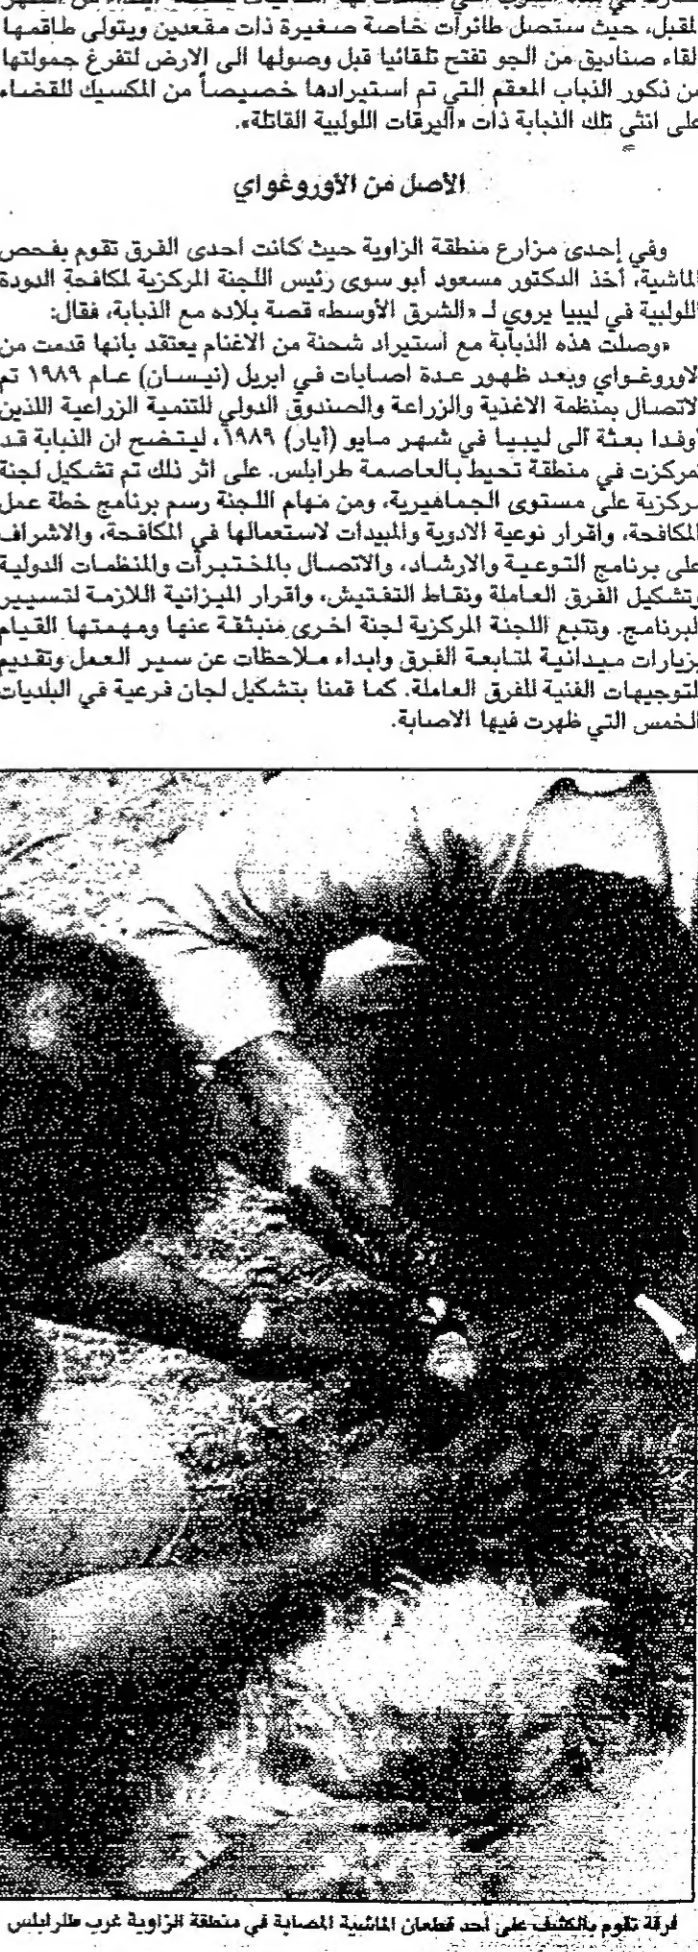 المقبل، حيث ستصل طائرات خاصة صغيرة ذات مقعدين ويتولى طاقمها
القاء صناديق من الجو تفتح تلقائيا قبل وصولها الى الارض لتفرغ حمولتها
من ذكور الذباب المعقم التي تم استيرادها خصيصاً من المكسيك للقضاء
على انثى تلك الذبابة ذات «اليرقات اللولبية القاتلة».
الأصل من الأوروغواي
وفي إحدى مزارع منطقة الزاوية حيث كانت احدى الفرق تقوم بفحص
الماشية، أخذ الدكتور مسعود أبو سوى رئيس اللجنة المركزية لمكافحة الدودة
اللولبية في ليبيا يروي لـ «الشرق الأوسط» قصة بلاده مع الذبابة، فقال:
«وصلت هذه الذبابة مع استيراد شحنة من الاغنام يعتقد بانها قدمت من
الاوروغواي وبعد ظهور عدة اصابات في ابريل (نيسان) عام ١٩٨٩ تم
الاتصال بمنظمة الاغذية والزراعة والصندوق الدولي للتنمية الزراعية اللذين
أوفدا بعثة الى ليبيا في شهر مايو (أيار) ١٩٨٩، ليتضح ان الذبابة قد
تمركزت في منطقة تحيط بالعاصمة طرابلس. على اثر ذلك تم تشكيل لجنة
مركزية على مستوى الجماهيرية، ومن مهام اللجنة رسم برنامج خطة عمل
المكافحة، واقرار نوعية الادوية والمبيدات لاستعمالها في المكافحة، والاشراف
على برنامج التوعية والارشاد، والاتصال بالمختبرات والمنظمات الدولية
وتشكيل الفرق العاملة ونقاط التفتيش، واقرار الميزانية اللازمة لتسيير
البرنامج. وتتبع اللجنة المركزية لجنة اخرى منبثقة عنها ومهمتها القيام
بزيارات ميدانية لمتابعة الفرق وابداء ملاحظات عن سير العمل وتقديم
التوجيهات الفنية للفرق العاملة. كما قمنا بتشكيل لجان فرعية في البلديات
الخمس التي ظهرت فيها الاصابة.
فرقة تقوم بالكشف على أحد قطعان الماشية المصابة في منطقة الزاوية غرب طرابلس